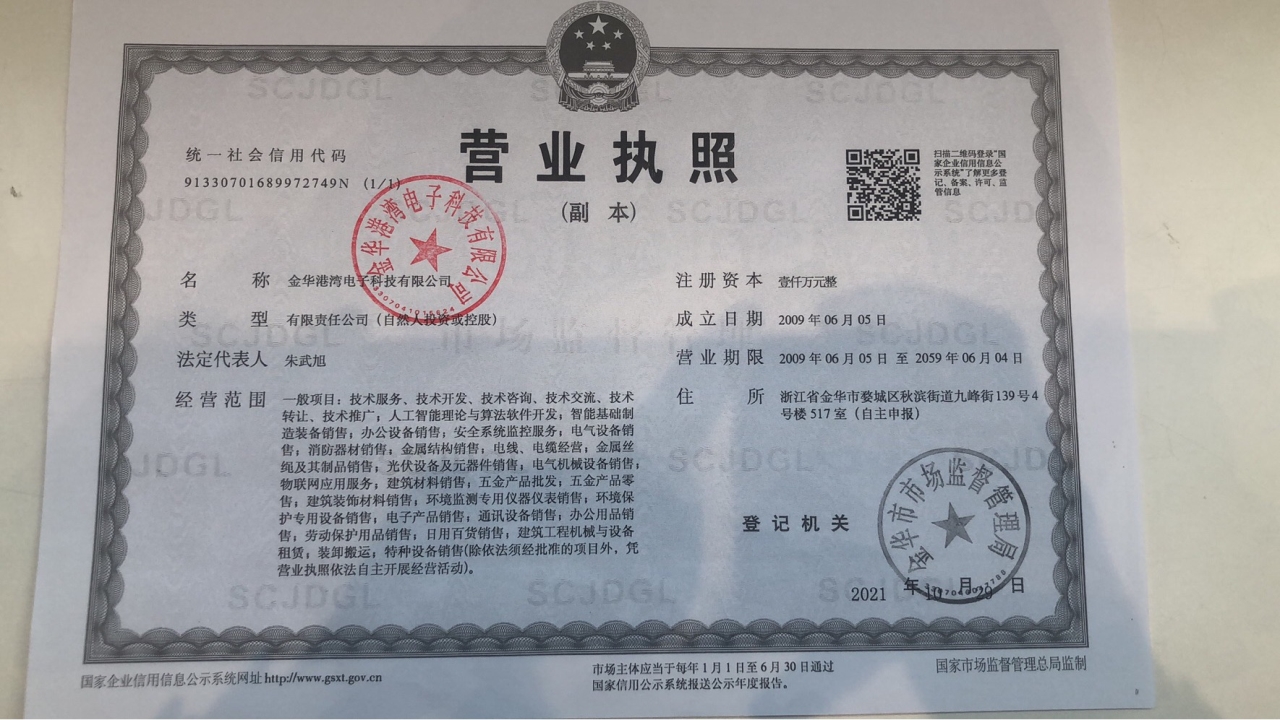 营业执照
(副 本)
统一社会信用代码
91330701689972749N (1/1)
扫描二维码登录“国
家企业信用信息公
示系统”了解更多登
记、备案、许可、监
管信息
金华港湾电子科技有限公司
名 称 金华港湾电子科技有限公司
类 型 有限责任公司（自然人投资或控股）
法定代表人 朱武旭
经营范围 一般项目：技术服务、技术开发、技术咨询、技术交流、技术
转让、技术推广；人工智能理论与算法软件开发；智能基础制
造装备销售；办公设备销售；安全系统监控服务；电气设备销
售；消防器材销售；金属结构销售；电线、电缆经营；金属丝
绳及其制品销售；光伏设备及元器件销售；电气机械设备销售；
物联网应用服务；建筑材料销售；五金产品批发；五金产品零
售；建筑装饰材料销售；环境监测专用仪器仪表销售；环境保
护专用设备销售；电子产品销售；通讯设备销售；办公用品销
售；劳动保护用品销售；日用百货销售；建筑工程机械与设备
租赁；装卸搬运；特种设备销售(除依法须经批准的项目外，凭
营业执照依法自主开展经营活动)。
注册资本 壹仟万元整
成立日期 2009年06月05日
营业期限 2009年06月05日至2059年06月04日
住 所 浙江省金华市婺城区秋滨街道九峰街139号4
号楼517室（自主申报）
登记机关
金华市市场监督管理局
2021 年 10 月 29 日
国家企业信用信息公示系统网址http://www.gsxt.gov.cn
市场主体应当于每年1月1日至6月30日通过
国家信用公示系统报送公示年度报告。
国家市场监督管理总局监制
SCJDGL
市场监督管理